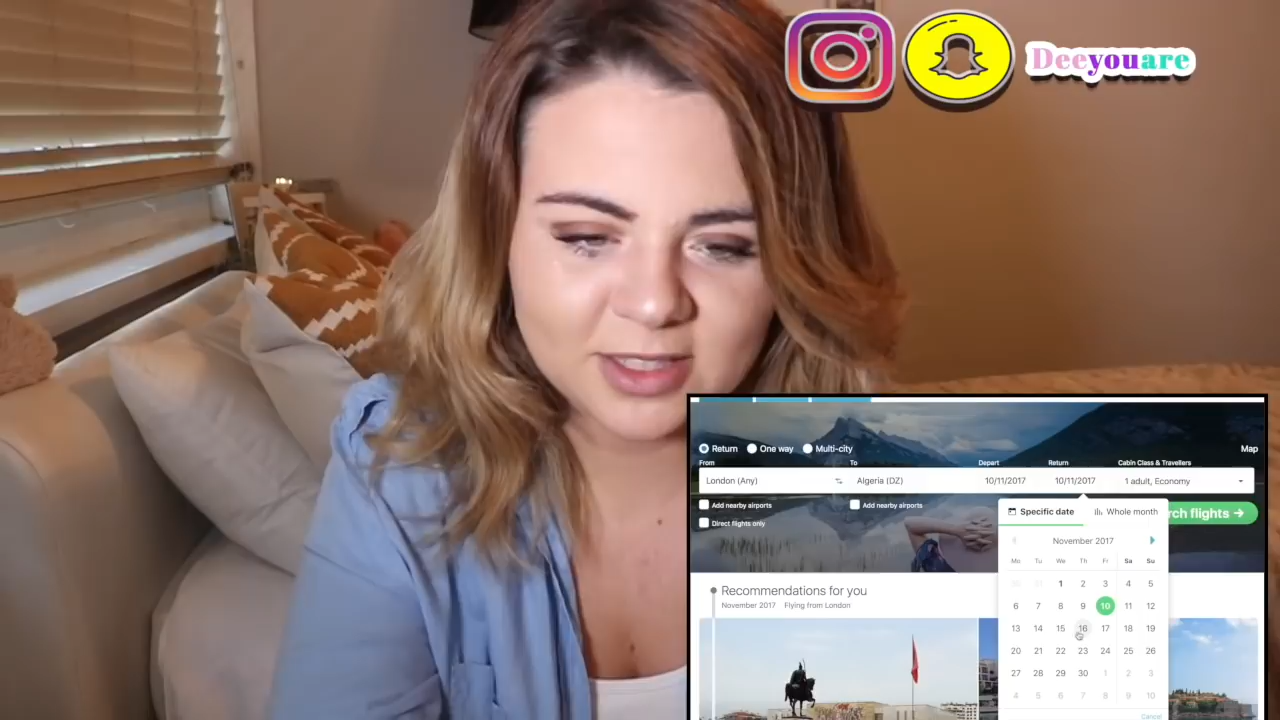 Deeyouare
Return One way Multi-city Map
From To Depart Return Cabin Class & Travellers
London (Any) Algeria (DZ) 10/11/2017 10/11/2017 1 adult, Economy
Add nearby airports Add nearby airports
Direct flights only
Specific date Whole month
rch flights →
November 2017
Mo Tu We Th Fr Sa Su
1 2 3 4 5
6 7 8 9 10 11 12
13 14 15 16 17 18 19
20 21 22 23 24 25 26
27 28 29 30 1 2 3
4 5 6 7 8 9 10
Cancel
Recommendations for you
November 2017 Flying from London